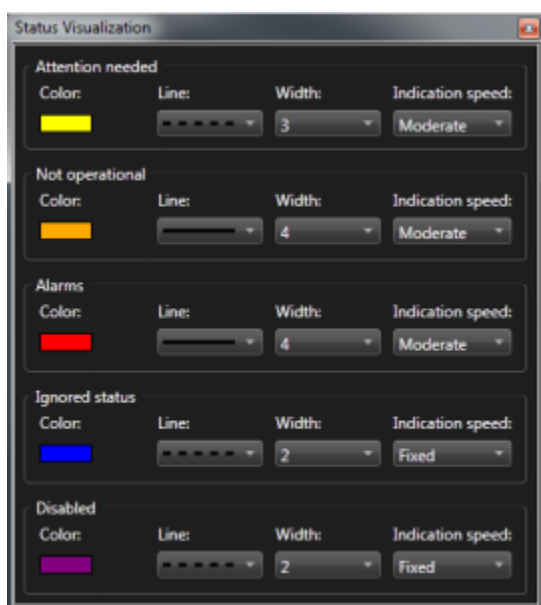 Status Visualization
Attention needed
Color: Line: Width: Indication speed:
3 Moderate
Not operational
Color: Line: Width: Indication speed:
4 Moderate
Alarms
Color: Line: Width: Indication speed:
4 Moderate
Ignored status
Color: Line: Width: Indication speed:
2 Fixed
Disabled
Color: Line: Width: Indication speed:
2 Fixed